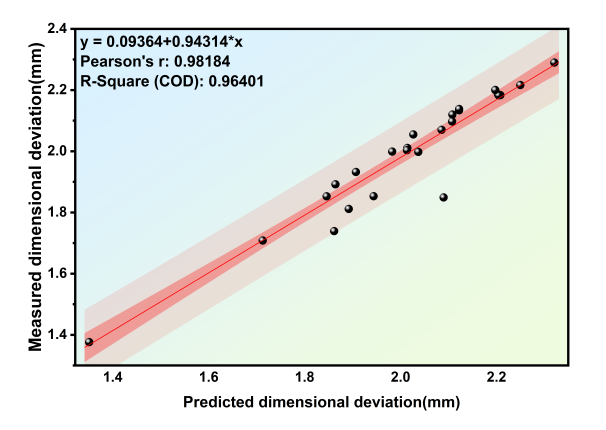 y = 0.09364+0.94314*x
Pearson's r: 0.98184
R-Square (COD): 0.96401
2.4
2.2
2.0
1.8
1.6
1.4
Measured dimensional deviation(mm)
1.4 1.6 1.8 2.0 2.2
Predicted dimensional deviation(mm)